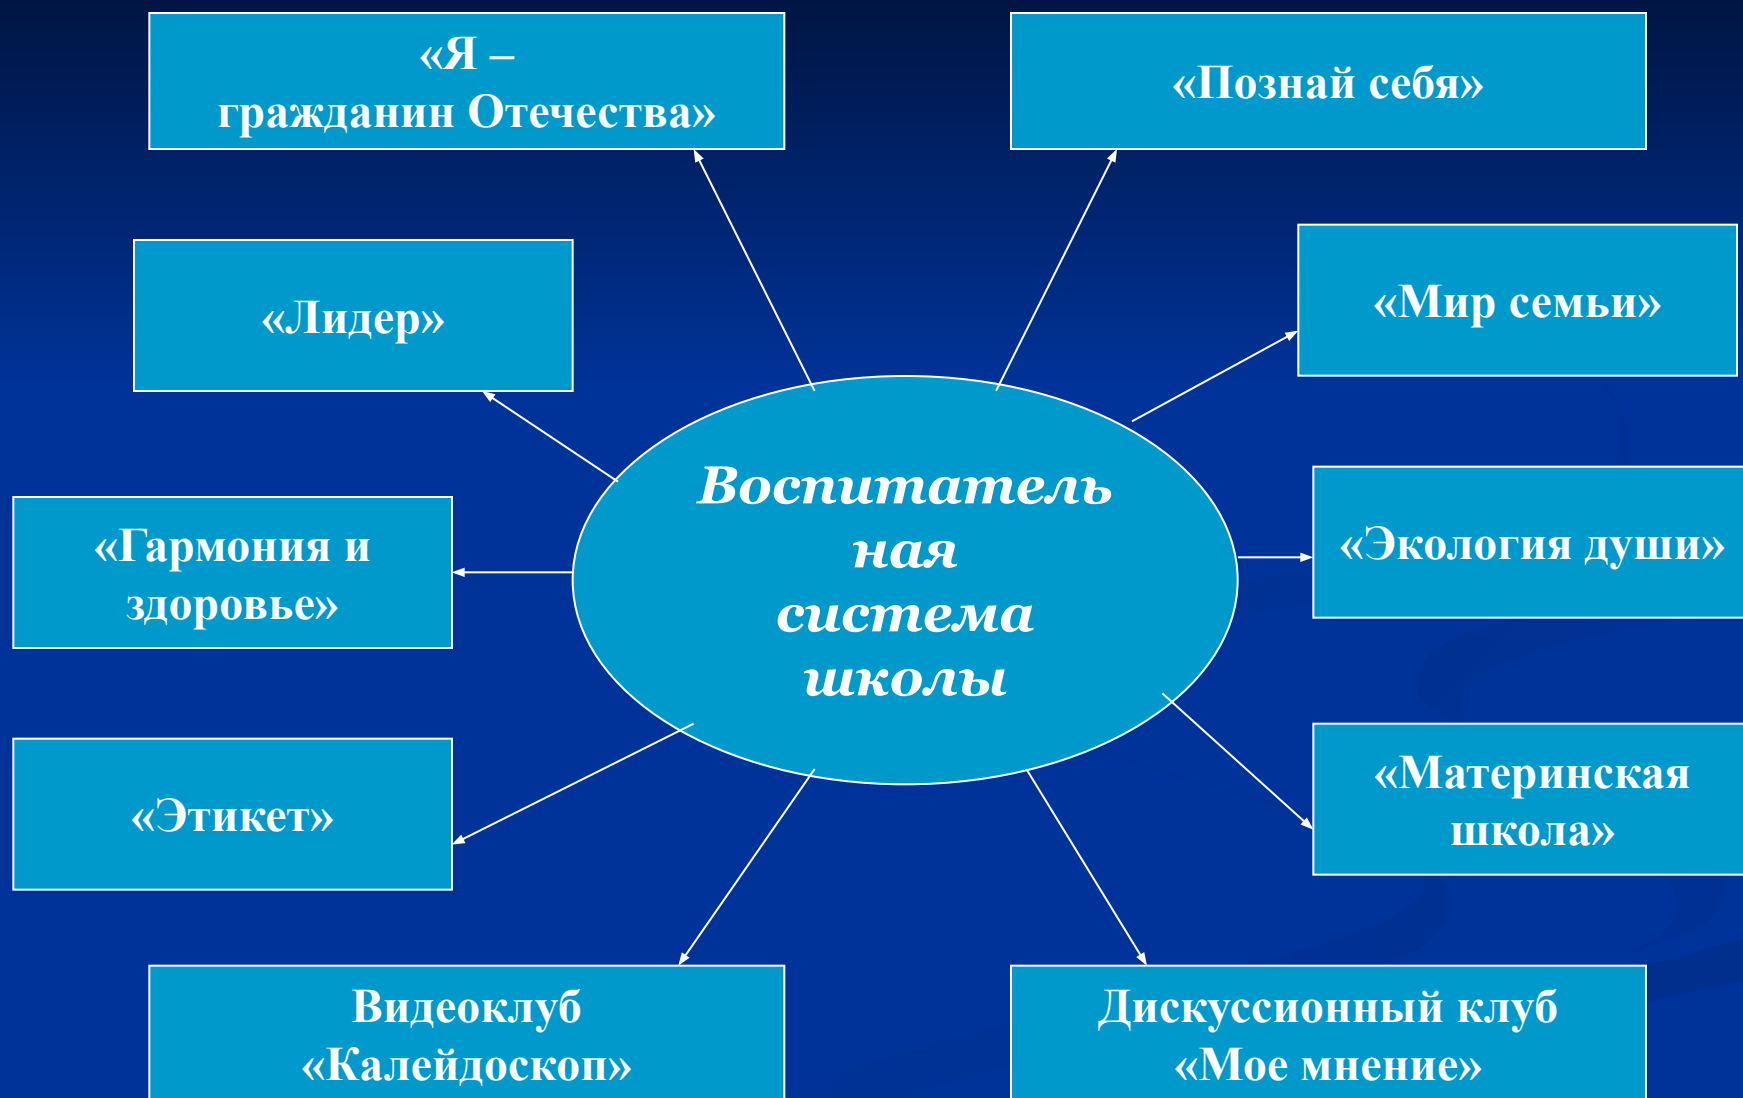 «Я –
гражданин Отечества»
«Познай себя»
«Лидер»
«Мир семьи»
Воспитатель
ная
система
школы
«Гармония и
здоровье»
«Экология души»
«Этикет»
«Материнская
школа»
Видеоклуб
«Калейдоскоп»
Дискуссионный клуб
«Мое мнение»